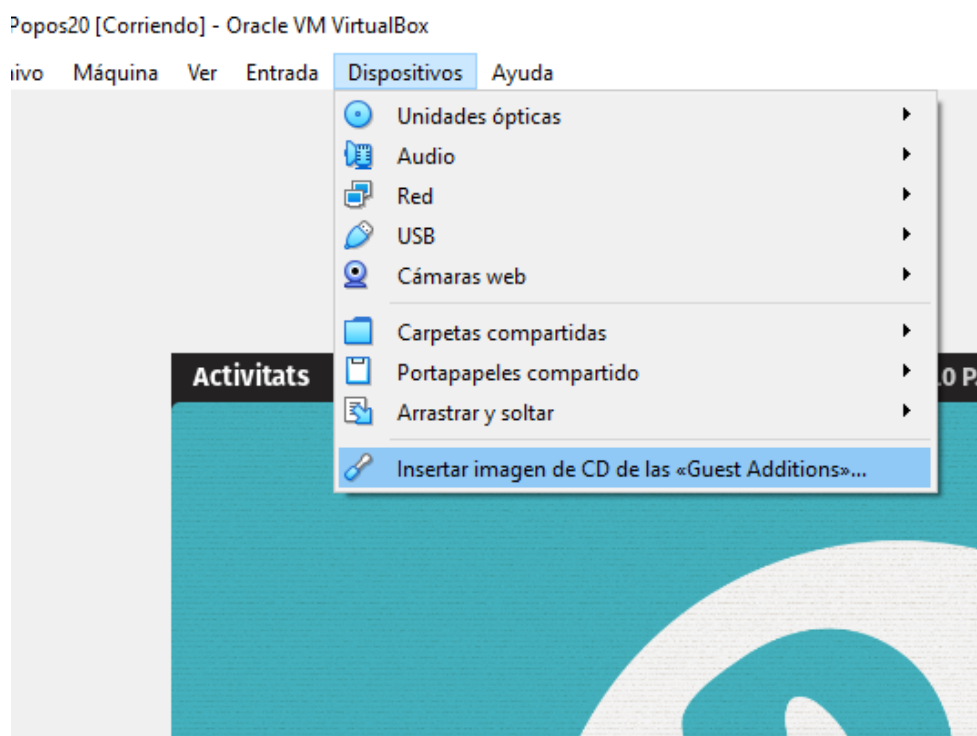 Popos20 [Corriendo] - Oracle VM VirtualBox
Máquina Ver Entrada Dispositivos Ayuda
Unidades ópticas
Audio
Red
USB
Cámaras web
Carpetas compartidas
Portapapeles compartido
Arrastrar y soltar
Insertar imagen de CD de las «Guest Additions»...
Activitats